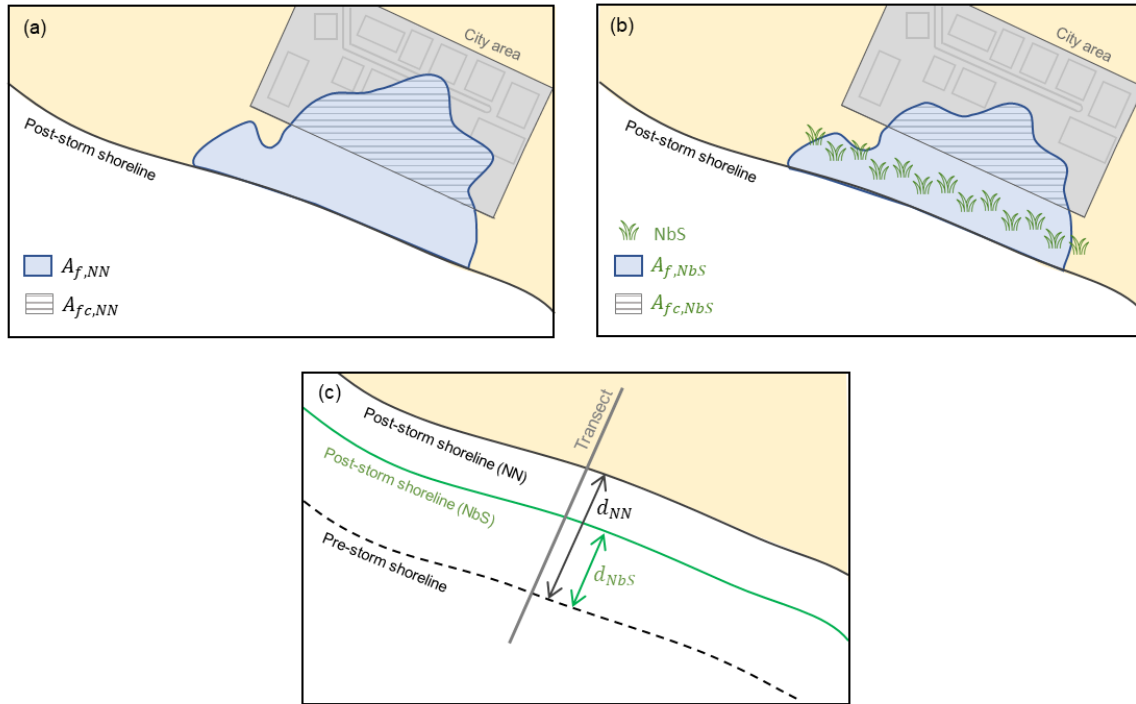 (a)
City area
Post-storm shoreline
A_{f,NN}
A_{fc,NN}
(b)
City area
Post-storm shoreline
NbS
A_{f,NbS}
A_{fc,NbS}
(c)
Transect
Post-storm shoreline (NN)
Post-storm shoreline (NbS)
Pre-storm shoreline
d_{NN}
d_{NbS}